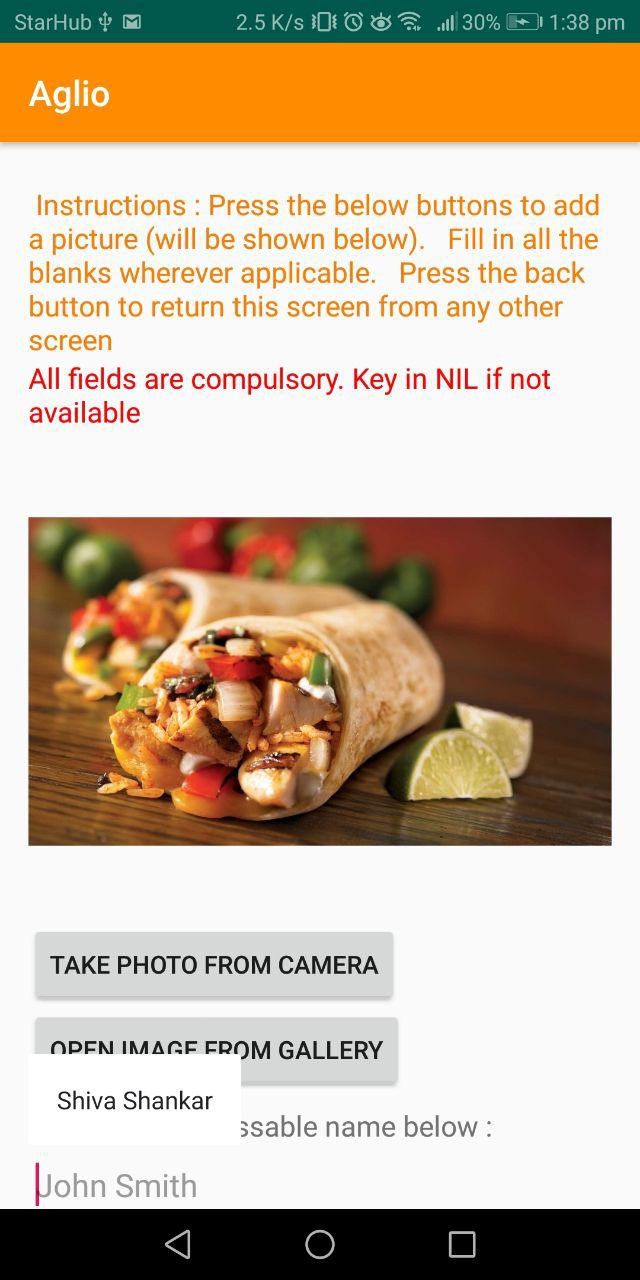 StarHub 2.5 K/s 30% 1:38 pm
Aglio
Instructions : Press the below buttons to add
a picture (will be shown below). Fill in all the
blanks wherever applicable. Press the back
button to return this screen from any other
screen
All fields are compulsory. Key in NIL if not
available
TAKE PHOTO FROM CAMERA
OPEN IMAGE FROM GALLERY
Shiva Shankar
name below :
John Smith